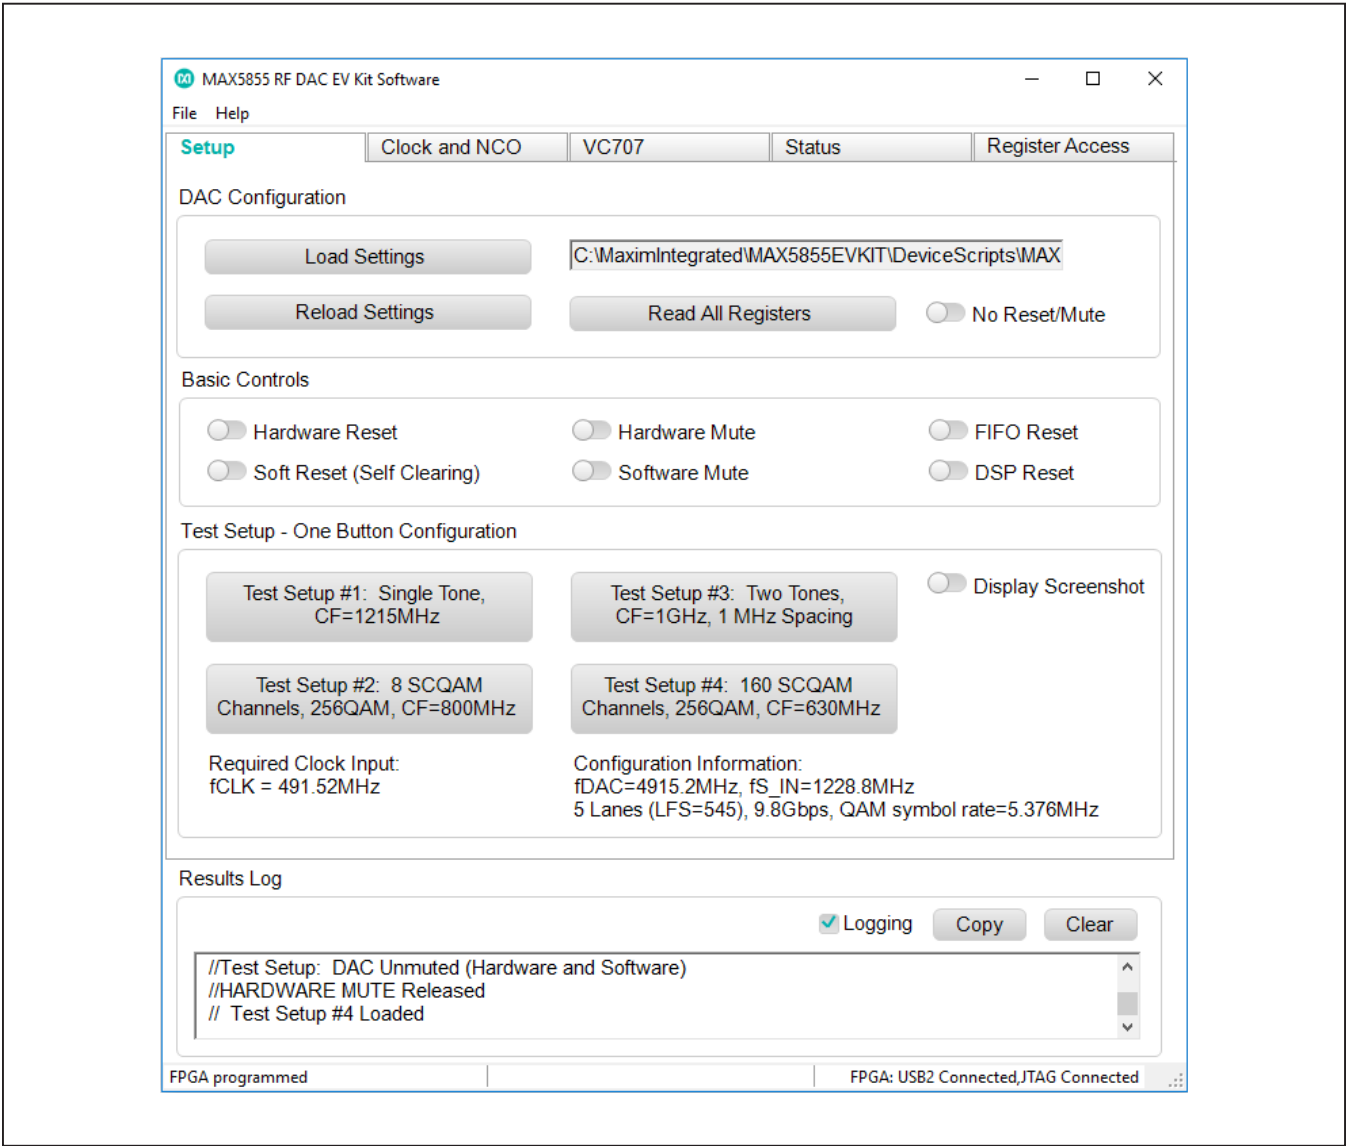 MAX5855 RF DAC EV Kit Software
File Help
Setup Clock and NCO VC707 Status Register Access
DAC Configuration
Load Settings C:\MaximIntegrated\MAX5855EVKIT\DeviceScripts\MAX
Reload Settings Read All Registers No Reset/Mute
Basic Controls
Hardware Reset Hardware Mute FIFO Reset
Soft Reset (Self Clearing) Software Mute DSP Reset
Test Setup - One Button Configuration
Test Setup #1: Single Tone,
CF=1215MHz
Test Setup #3: Two Tones,
CF=1GHz, 1 MHz Spacing
Display Screenshot
Test Setup #2: 8 SCQAM
Channels, 256QAM, CF=800MHz
Test Setup #4: 160 SCQAM
Channels, 256QAM, CF=630MHz
Required Clock Input:
fCLK = 491.52MHz
Configuration Information:
fDAC=4915.2MHz, fS_IN=1228.8MHz
5 Lanes (LFS=545), 9.8Gbps, QAM symbol rate=5.376MHz
Results Log
Logging Copy Clear
//Test Setup: DAC Unmuted (Hardware and Software)
//HARDWARE MUTE Released
// Test Setup #4 Loaded
FPGA programmed FPGA: USB2 Connected,JTAG Connected